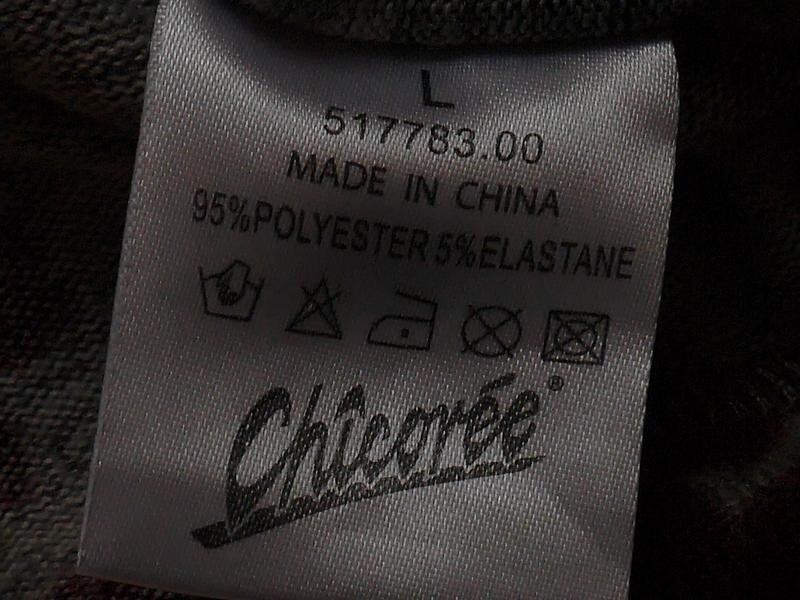 L
517783.00
MADE IN CHINA
95%POLYESTER 5%ELASTANE
Chicorée®